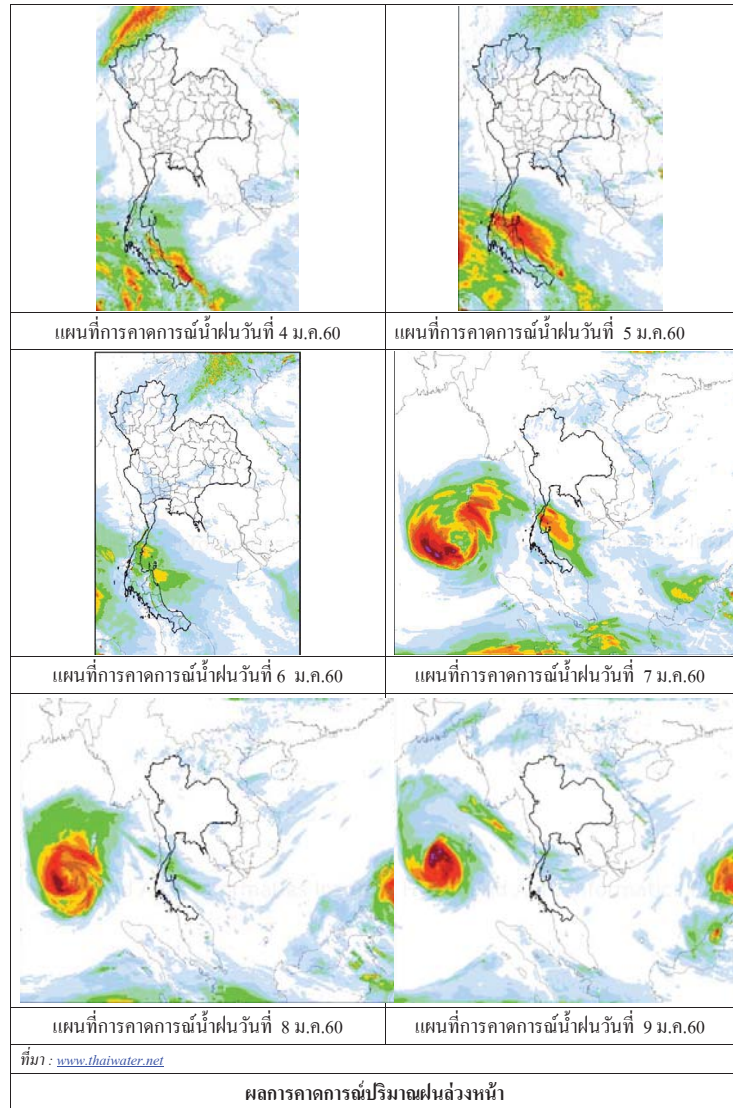 แผนที่การคาดการณ์น้ำฝนวันที่ 4 ม.ค.60
แผนที่การคาดการณ์น้ำฝนวันที่ 5 ม.ค.60
แผนที่การคาดการณ์น้ำฝนวันที่ 6 ม.ค.60
แผนที่การคาดการณ์น้ำฝนวันที่ 7 ม.ค.60
แผนที่การคาดการณ์น้ำฝนวันที่ 8 ม.ค.60
แผนที่การคาดการณ์น้ำฝนวันที่ 9 ม.ค.60
ที่มา : www.thaiwater.net
ผลการคาดการณ์ปริมาณฝนล่วงหน้า